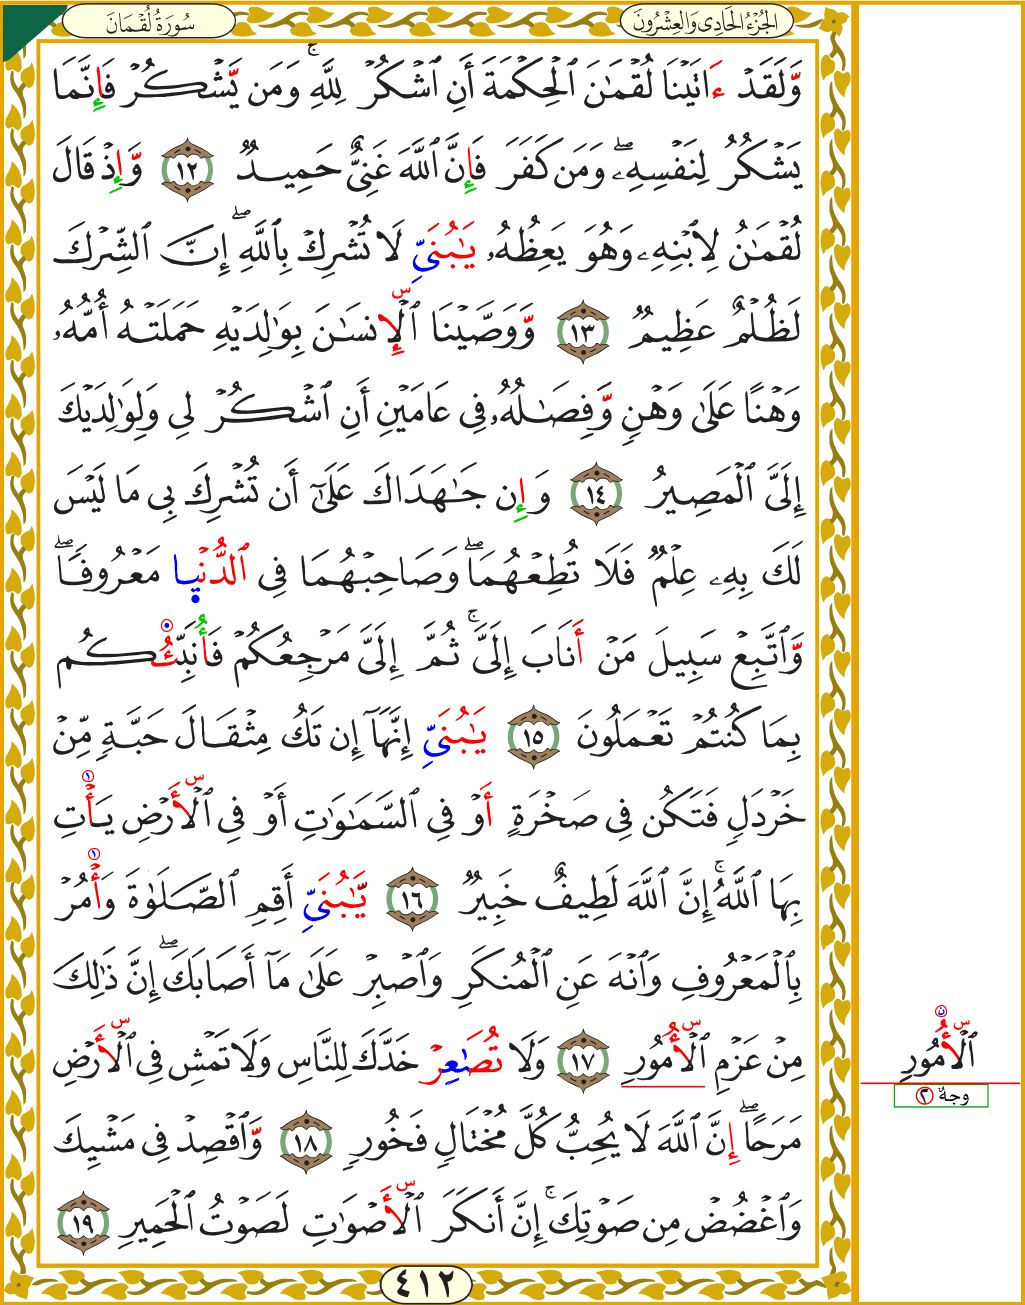 سُورَةُ لُقْمَانَ
الجُزْءُ الحَادِي وَالعِشْرُونَ
وَّلَقَدْ ءَاتَيْنَا لُقْمَٰنَ ٱلْحِكْمَةَ أَنِ ٱشْكُرْ لِلَّهِۚ وَمَن يَّشْكُرْ فَإِنَّمَا
يَشْكُرُ لِنَفْسِهِۦۖ وَمَن كَفَرَ فَإِنَّ ٱللَّهَ غَنِىٌّ حَمِيدٌ ١٢ وَّإِذْ قَالَ
لُقْمَٰنُ لِٱبْنِهِۦ وَهُوَ يَعِظُهُۥ يَٰبُنَىِّ لَا تُشْرِكْ بِٱللَّهِۖ إِنَّ ٱلشِّرْكَ
لَظُلْمٌ عَظِيمٌ ١٣ وَّوَصَّيْنَا ٱلْإِنسَٰنَ بِوَٰلِدَيْهِ حَمَلَتْهُ أُمُّهُۥ
وَهْنًا عَلَىٰ وَهْنٍ وَّفِصَٰلُهُۥ فِى عَامَيْنِ أَنِ ٱشْكُرْ لِى وَلِوَٰلِدَيْكَ
إِلَىَّ ٱلْمَصِيرُ ١٤ وَإِن جَٰهَدَاكَ عَلَىٰٓ أَن تُشْرِكَ بِى مَا لَيْسَ
لَكَ بِهِۦ عِلْمٌ فَلَا تُطِعْهُمَاۖ وَصَاحِبْهُمَا فِى ٱلدُّنْيَا مَعْرُوفًاۖ
وَّٱتَّبِعْ سَبِيلَ مَنْ أَنَابَ إِلَىَّۚ ثُمَّ إِلَىَّ مَرْجِعُكُمْ فَأُنَبِّئُكُم
بِمَا كُنتُمْ تَعْمَلُونَ ١٥ يَٰبُنَىِّ إِنَّهَآ إِن تَكُ مِثْقَالَ حَبَّةٍ مِّنْ
خَرْدَلٍ فَتَكُن فِى صَخْرَةٍ أَوْ فِى ٱلسَّمَٰوَٰتِ أَوْ فِى ٱلْأَرْضِ يَأْتِ
بِهَا ٱللَّهُۚ إِنَّ ٱللَّهَ لَطِيفٌ خَبِيرٌ ١٦ يَّٰبُنَىِّ أَقِمِ ٱلصَّلَوٰةَ وَأْمُرْ
بِٱلْمَعْرُوفِ وَٱنْهَ عَنِ ٱلْمُنكَرِ وَٱصْبِرْ عَلَىٰ مَآ أَصَابَكَۖ إِنَّ ذَٰلِكَ
مِنْ عَزْمِ ٱلْأُمُورِ ١٧ وَلَا تُصَٰعِرْ خَدَّكَ لِلنَّاسِ وَلَا تَمْشِ فِى ٱلْأَرْضِ
مَرَحًاۖ إِنَّ ٱللَّهَ لَا يُحِبُّ كُلَّ مُخْتَالٍ فَخُورٍ ١٨ وَّٱقْصِدْ فِى مَشْيِكَ
وَٱغْضُضْ مِن صَوْتِكَۚ إِنَّ أَنكَرَ ٱلْأَصْوَٰتِ لَصَوْتُ ٱلْحَمِيرِ ١٩
ٱلْأُمُورِ
وجهٌ ٢
٤١٢